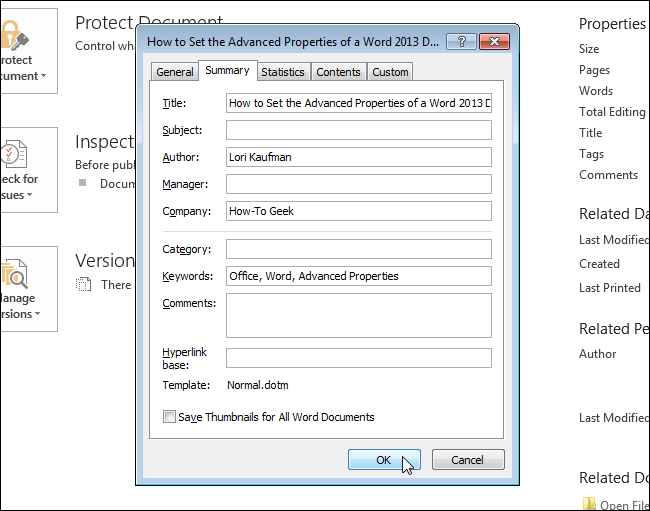 Protect Document
Control wha
rotect
cument
Inspect
Before publ
Docum
heck for
sues
Version
There a
anage
rsions
How to Set the Advanced Properties of a Word 2013 D...
?
General Summary Statistics Contents Custom
Title: How to Set the Advanced Properties of a Word 2013 D
Subject:
Author: Lori Kaufman
Manager:
Company: How-To Geek
Category:
Keywords: Office, Word, Advanced Properties
Comments:
Hyperlink
base:
Template: Normal.dotm
Save Thumbnails for All Word Documents
OK Cancel
Properties
Size
Pages
Words
Total Editing
Title
Tags
Comments
Related Da
Last Modified
Created
Last Printed
Related Pe
Author
Last Modified
Related Do
Open File